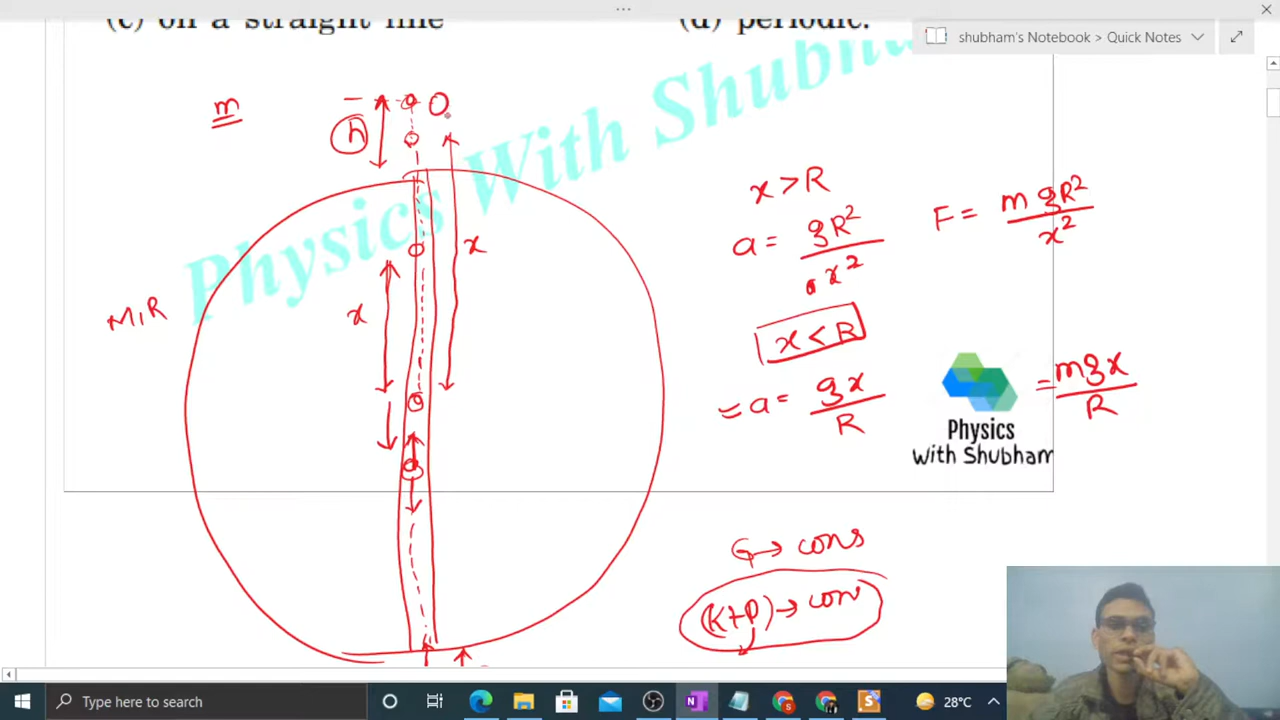 (c) on a straight line
(d) periodic.
shubham's Notebook > Quick Notes
Physics With Shubha
m
h
O
x
x
M, R
x > R
a = gR²/x²
F = mgR²/x²
x < R
= a = gx/R
= mgx/R
Physics
With Shubham
G → cons
(K+P) → con
Type here to search
28°C